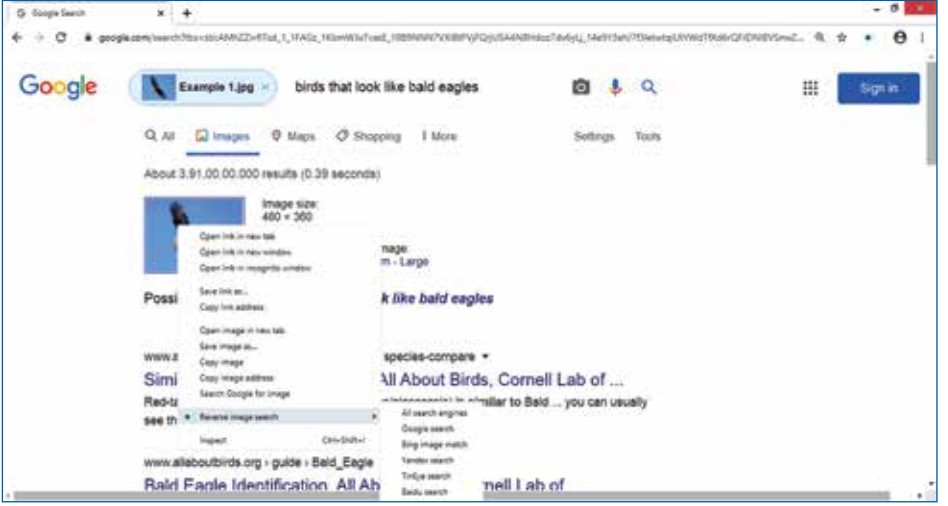 Google Search
Google
Example 1.jpg
birds that look like bald eagles
Sign in
All
Images
Maps
Shopping
More
Settings
Tools
About 3,91,00,00,000 results (0.39 seconds)
Image size:
480 × 360
mage:
m - Large
Possi
k like bald eagles
Open link in new tab
Open link in new window
Open link in incognito window
Save link as...
Copy link address
Open image in new tab
Save image as...
Copy image
Copy image address
Search Google for image
Reverse image search
Inspect Ctrl+Shift+I
All search engines
Google search
Bing image match
Yandex search
TinEye search
Baidu search
species-compare
Simi All About Birds, Cornell Lab of ...
similar to Bald ... you can usually
see th
www.allaboutbirds.org › guide › Bald_Eagle
Bald Eagle Identification, All Ab nell Lab of